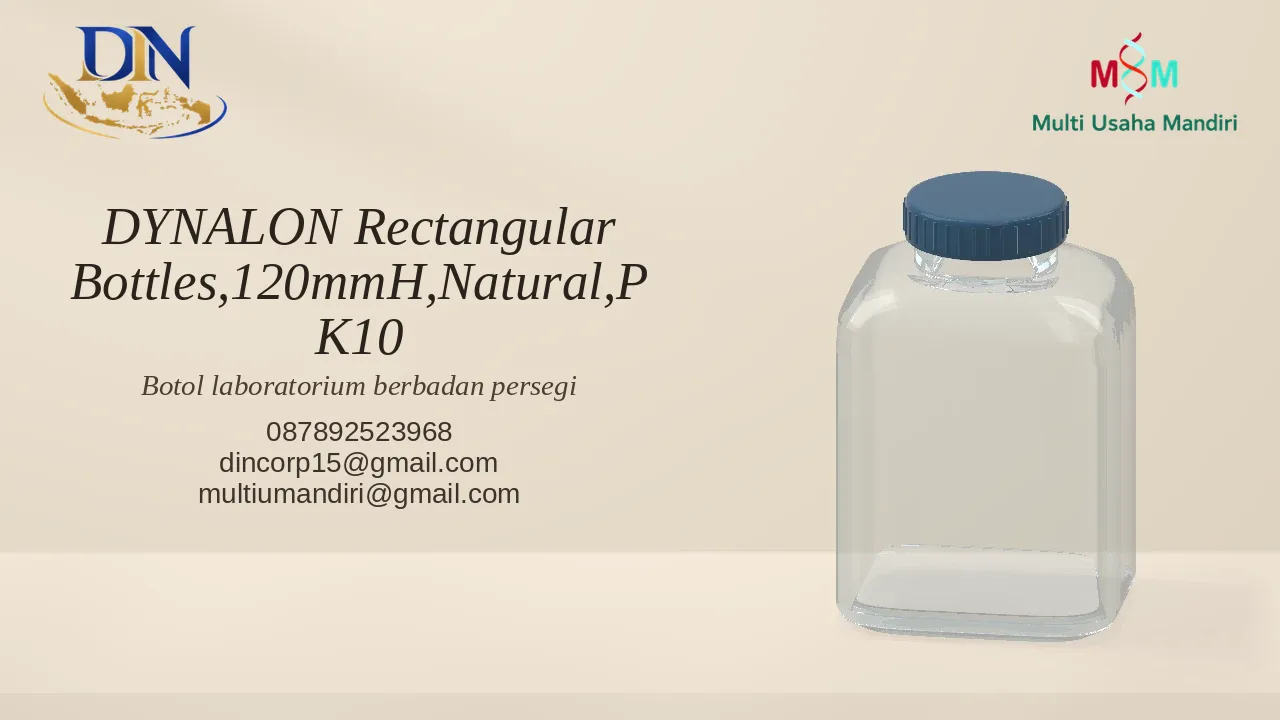 DN
M M
Multi Usaha Mandiri
DYNALON Rectangular
Bottles,120mmH,Natural,P
K10
Botol laboratorium berbadan persegi
087892523968
dincorp15@gmail.com
multiumandiri@gmail.com